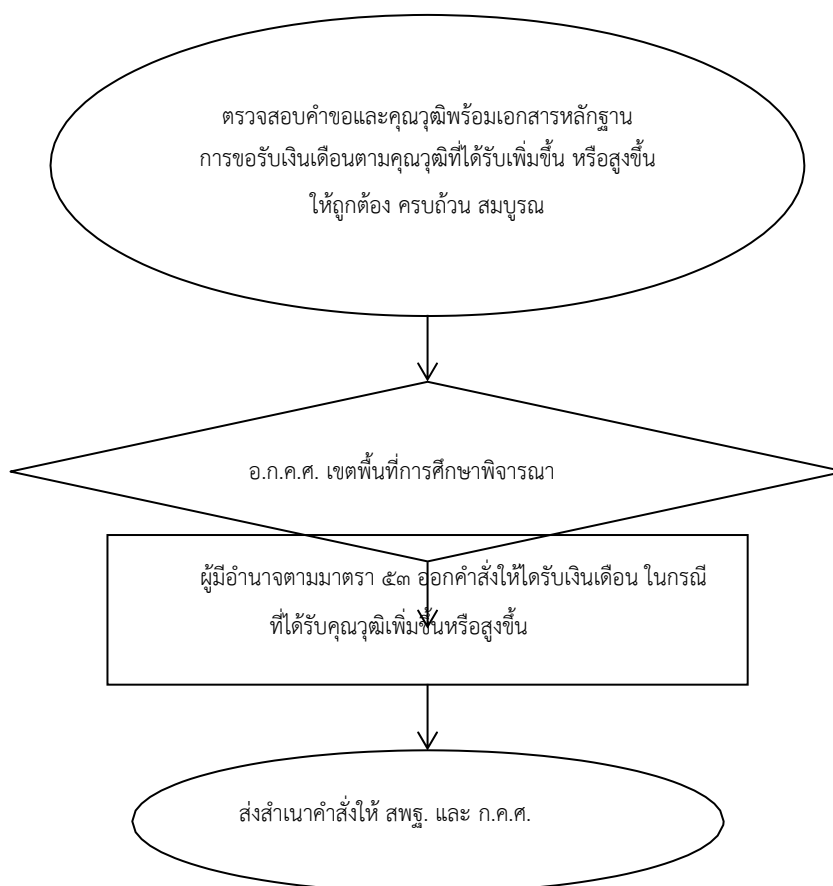 ตรวจสอบคำขอและคุณวุฒิพร้อมเอกสารหลักฐาน
การขอรับเงินเดือนตามคุณวุฒิที่ได้รับเพิ่มขึ้น หรือสูงขึ้น
ให้ถูกต้อง ครบถ้วน สมบูรณ
อ.ก.ค.ศ. เขตพื้นที่การศึกษาพิจารณา
ผู้มีอำนาจตามมาตรา ๕๓ ออกคำสั่งให้ไดรับเงินเดือน ในกรณี
ที่ได้รับคุณวุฒิเพิ่มขึ้นหรือสูงขึ้น
ส่งสำเนาคำสั่งให้ สพฐ. และ ก.ค.ศ.